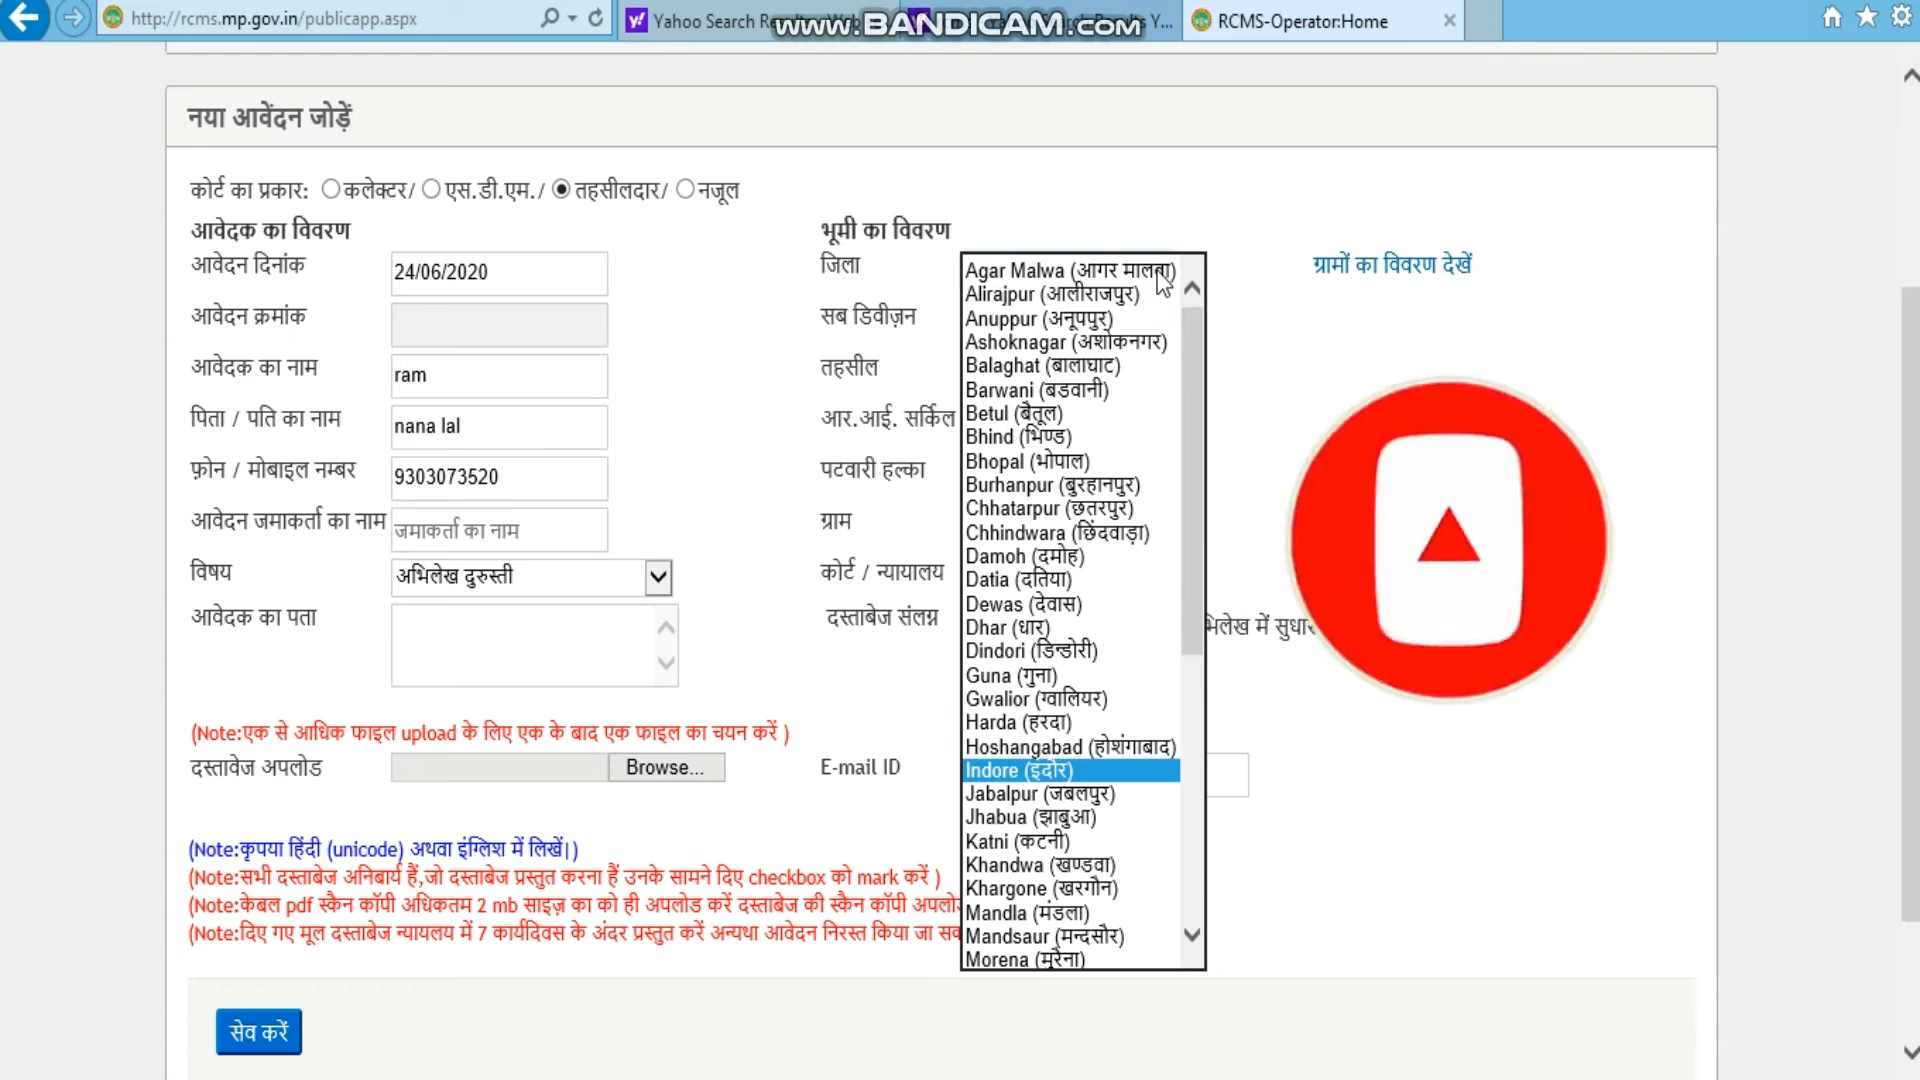 http://rcms.mp.gov.in/publicapp.aspx
Yahoo Search Re
Search Results Y...
RCMS-Operator:Home
www.BANDICAM.com
नया आवेंदन जोड़ें
कोर्ट का प्रकार: कलेक्टर/ एस.डी.एम./ तहसीलदार/ नजूल
आवेदक का विवरण
आवेदन दिनांक 24/06/2020
आवेदन क्रमांक
आवेदक का नाम ram
पिता / पति का नाम nana lal
फ़ोन / मोबाइल नम्बर 9303073520
आवेदन जमाकर्ता का नाम जमाकर्ता का नाम
विषय अभिलेख दुरुस्ती
आवेदक का पता
भूमी का विवरण
जिला
सब डिवीज़न
तहसील
आर.आई. सर्किल
पटवारी हल्का
ग्राम
कोर्ट / न्यायालय
दस्ताबेज संलग्न
भिलेख में सुधार
ग्रामों का विवरण देखें
Agar Malwa (आगर मालवा)
Alirajpur (आलीराजपुर)
Anuppur (अनूपपुर)
Ashoknagar (अशोकनगर)
Balaghat (बालाघाट)
Barwani (बडवानी)
Betul (बैतूल)
Bhind (भिण्ड)
Bhopal (भोपाल)
Burhanpur (बुरहानपुर)
Chhatarpur (छतरपुर)
Chhindwara (छिंदवाड़ा)
Damoh (दमोह)
Datia (दतिया)
Dewas (देवास)
Dhar (धार)
Dindori (डिन्डोरी)
Guna (गुना)
Gwalior (ग्वालियर)
Harda (हरदा)
Hoshangabad (होशंगाबाद)
Indore (इंदौर)
Jabalpur (जबलपुर)
Jhabua (झाबुआ)
Katni (कटनी)
Khandwa (खण्डवा)
Khargone (खरगौन)
Mandla (मंडला)
Mandsaur (मन्दसौर)
Morena (मुरैना)
(Note:एक से आधिक फाइल upload के लिए एक के बाद एक फाइल का चयन करें )
दस्तावेज अपलोड Browse...
E-mail ID
(Note:कृपया हिंदी (unicode) अथवा इंग्लिश में लिखें|)
(Note:सभी दस्ताबेज अनिबार्य हैं,जो दस्ताबेज प्रस्तुत करना हैं उनके सामने दिए checkbox को mark करें )
(Note:केबल pdf स्कैन कॉपी अधिकतम 2 mb साइज़ का को ही अपलोड करें दस्ताबेज की स्कैन कॉपी अपलो
(Note:दिए गए मूल दस्ताबेज न्यायलय में 7 कार्यदिवस के अंदर प्रस्तुत करें अन्यथा आवेदन निरस्त किया जा सक
सेव करें